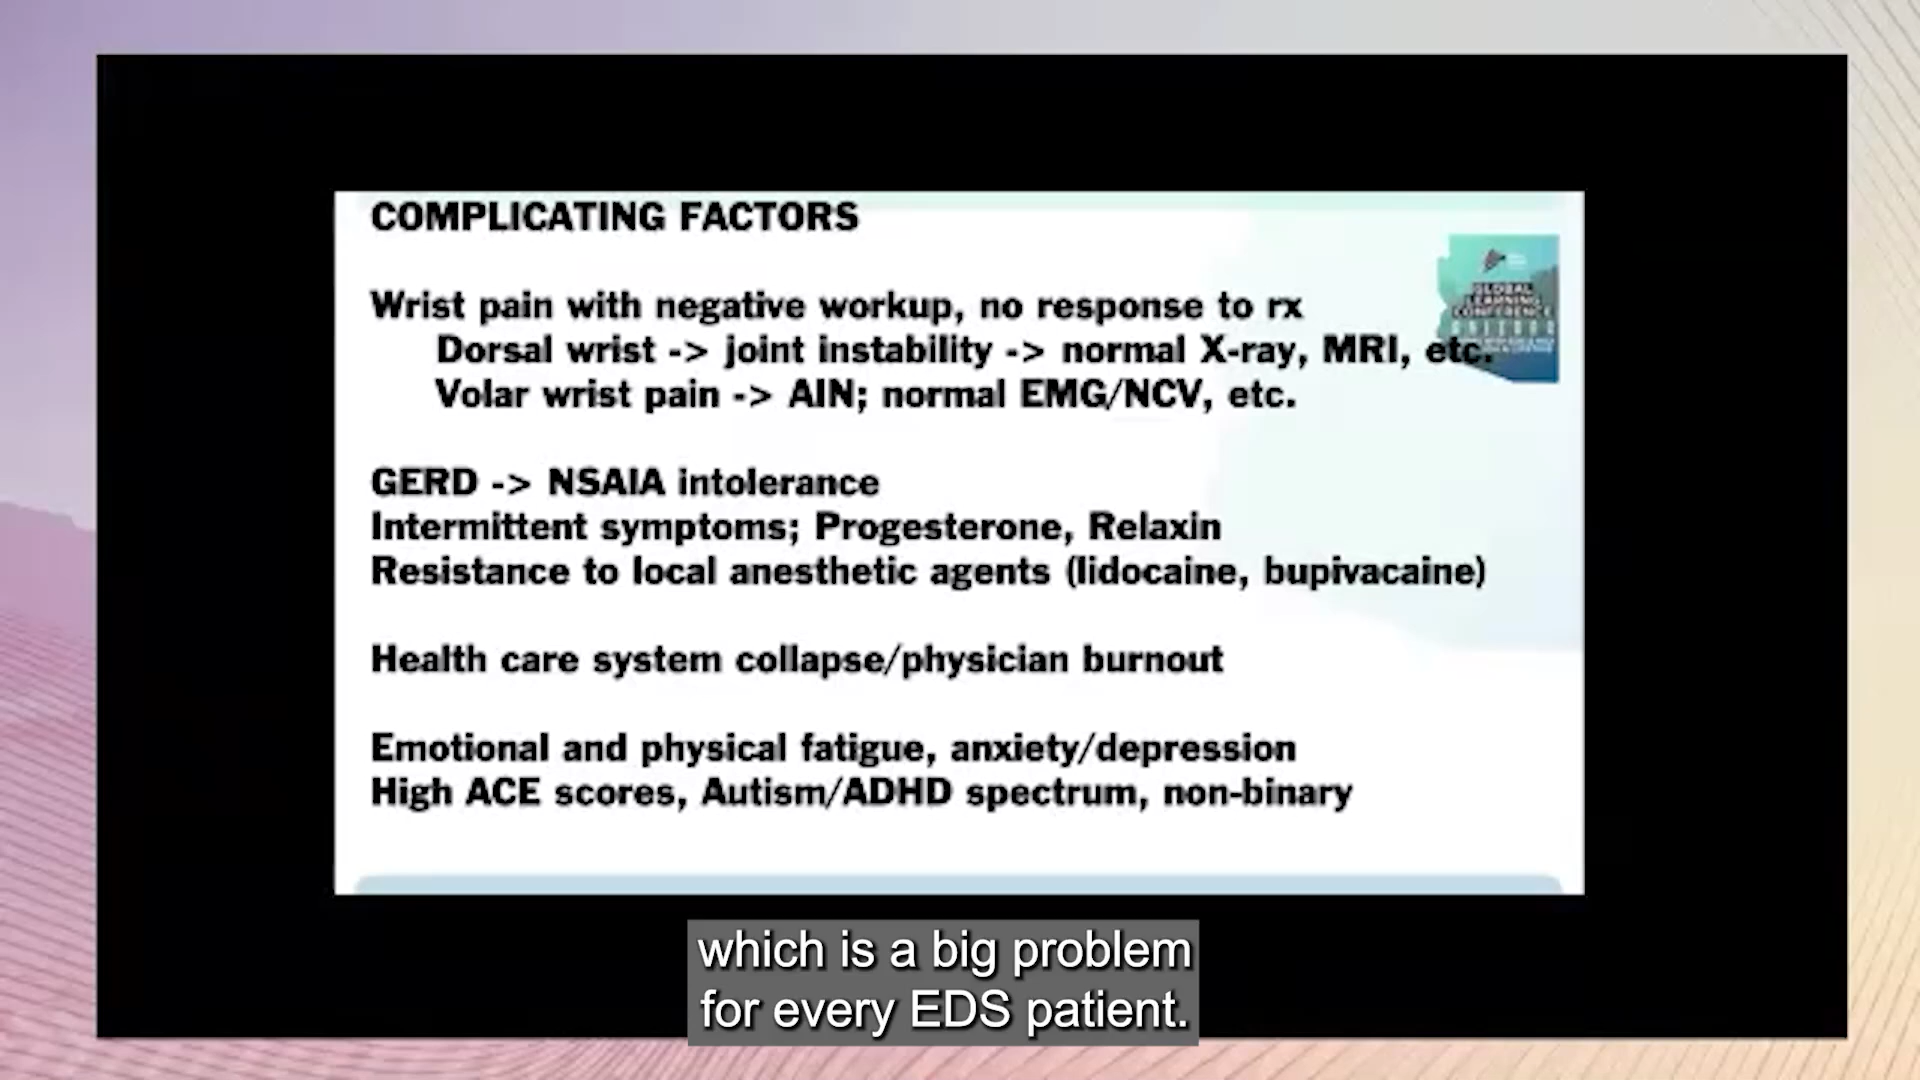 COMPLICATING FACTORS
GLOBAL
LEARNING
CONFERENCE
Wrist pain with negative workup, no response to rx
Dorsal wrist -> joint instability -> normal X-ray, MRI, etc.
Volar wrist pain -> AIN; normal EMG/NCV, etc.
GERD -> NSAIA intolerance
Intermittent symptoms; Progesterone, Relaxin
Resistance to local anesthetic agents (lidocaine, bupivacaine)
Health care system collapse/physician burnout
Emotional and physical fatigue, anxiety/depression
High ACE scores, Autism/ADHD spectrum, non-binary
which is a big problem
for every EDS patient.